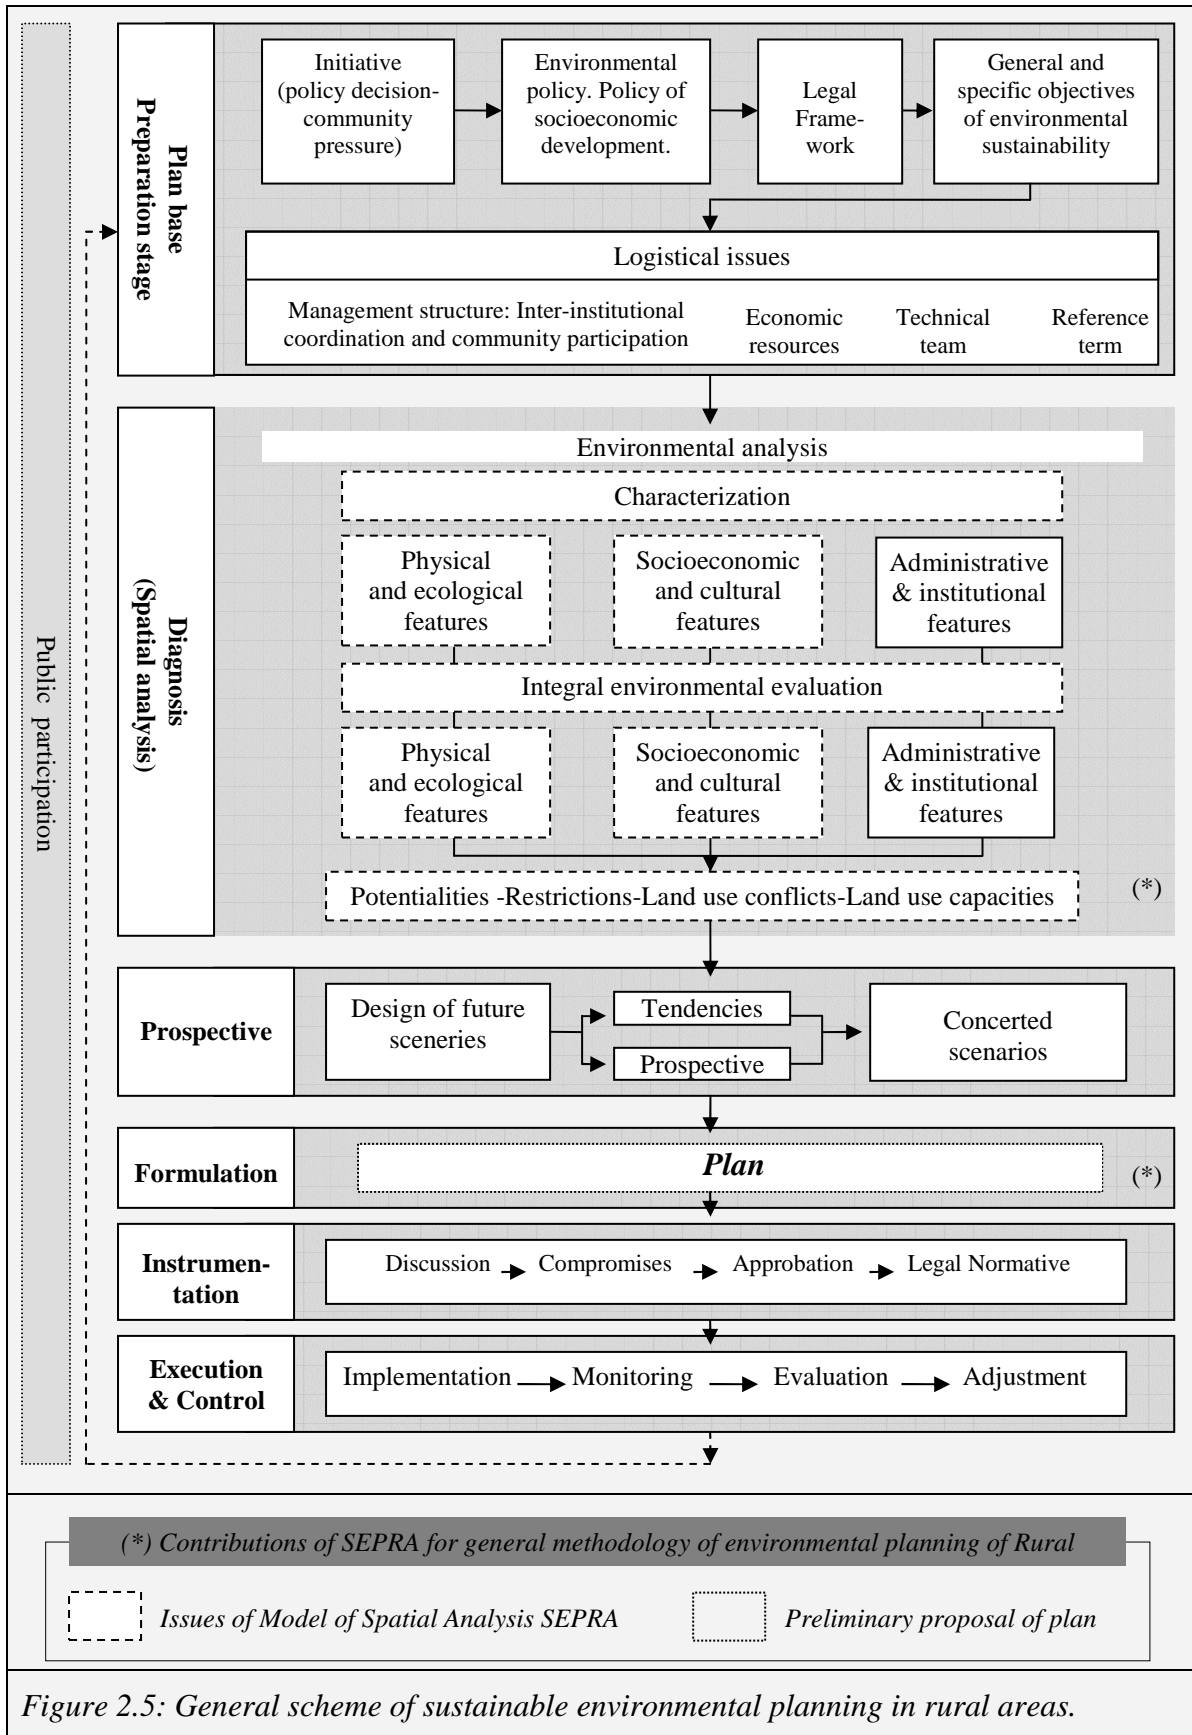 Public participation
Plan base
Preparation stage
Initiative
(policy decision-
community
pressure)
Environmental
policy. Policy of
socioeconomic
development.
Legal
Frame-
work
General and
specific objectives
of environmental
sustainability
Logistical issues
Management structure: Inter-institutional
coordination and community participation
Economic
resources
Technical
team
Reference
term
Diagnosis
(Spatial analysis)
Environmental analysis
Characterization
Physical
and ecological
features
Socioeconomic
and cultural
features
Administrative
& institutional
features
Integral environmental evaluation
Physical
and ecological
features
Socioeconomic
and cultural
features
Administrative
& institutional
features
Potentialities -Restrictions-Land use conflicts-Land use capacities
(*)
Prospective
Design of future
sceneries
Tendencies
Prospective
Concerted
scenarios
Formulation
Plan
(*)
Instrumen-
tation
Discussion
Compromises
Approbation
Legal Normative
Execution
& Control
Implementation
Monitoring
Evaluation
Adjustment
(*) Contributions of SEPRA for general methodology of environmental planning of Rural
Issues of Model of Spatial Analysis SEPRA
Preliminary proposal of plan
Figure 2.5: General scheme of sustainable environmental planning in rural areas.